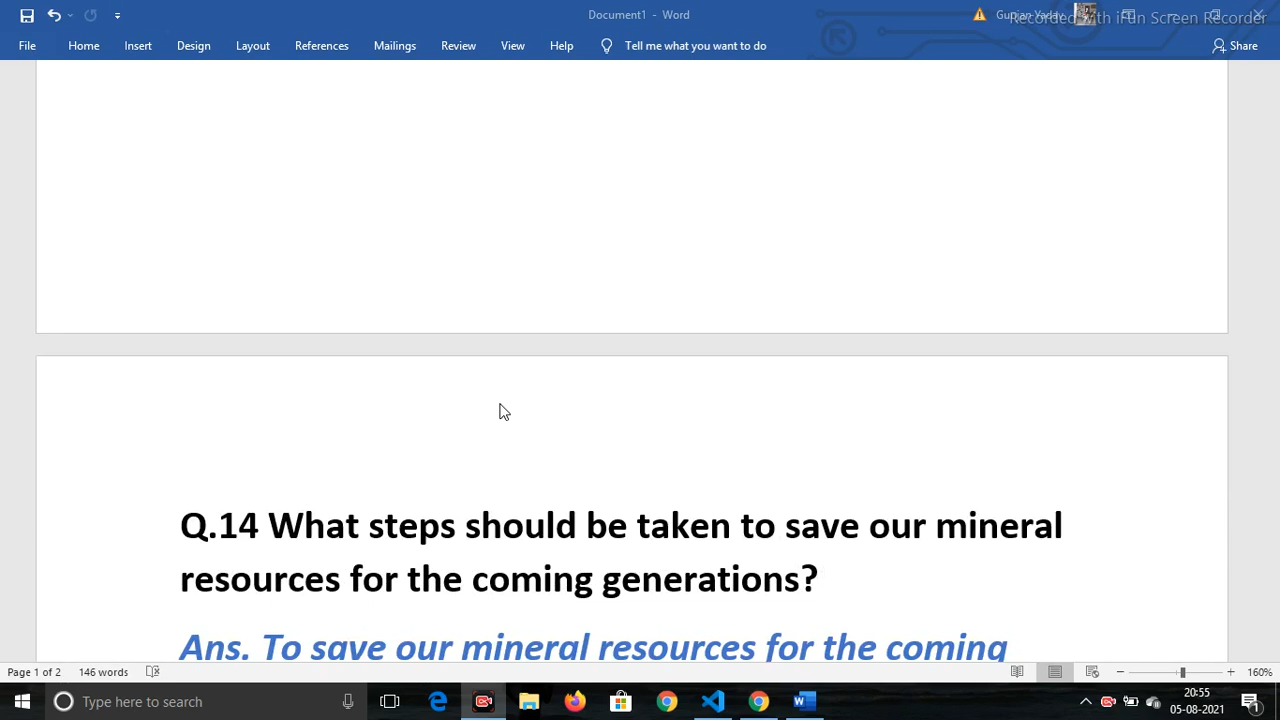 Document1 - Word
Recorded with iFun Screen Recorder
File Home Insert Design Layout References Mailings Review View Help Tell me what you want to do Share
Q.14 What steps should be taken to save our mineral
resources for the coming generations?
Ans. To save our mineral resources for the coming
Page 1 of 2 146 words 160%
Type here to search
20:55
05-08-2021